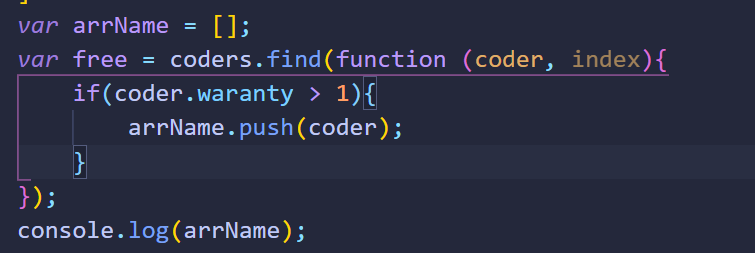 var arrName = [];
var free = coders.find(function (coder, index){
    if(coder.waranty > 1){
        arrName.push(coder);
    }
});
console.log(arrName);